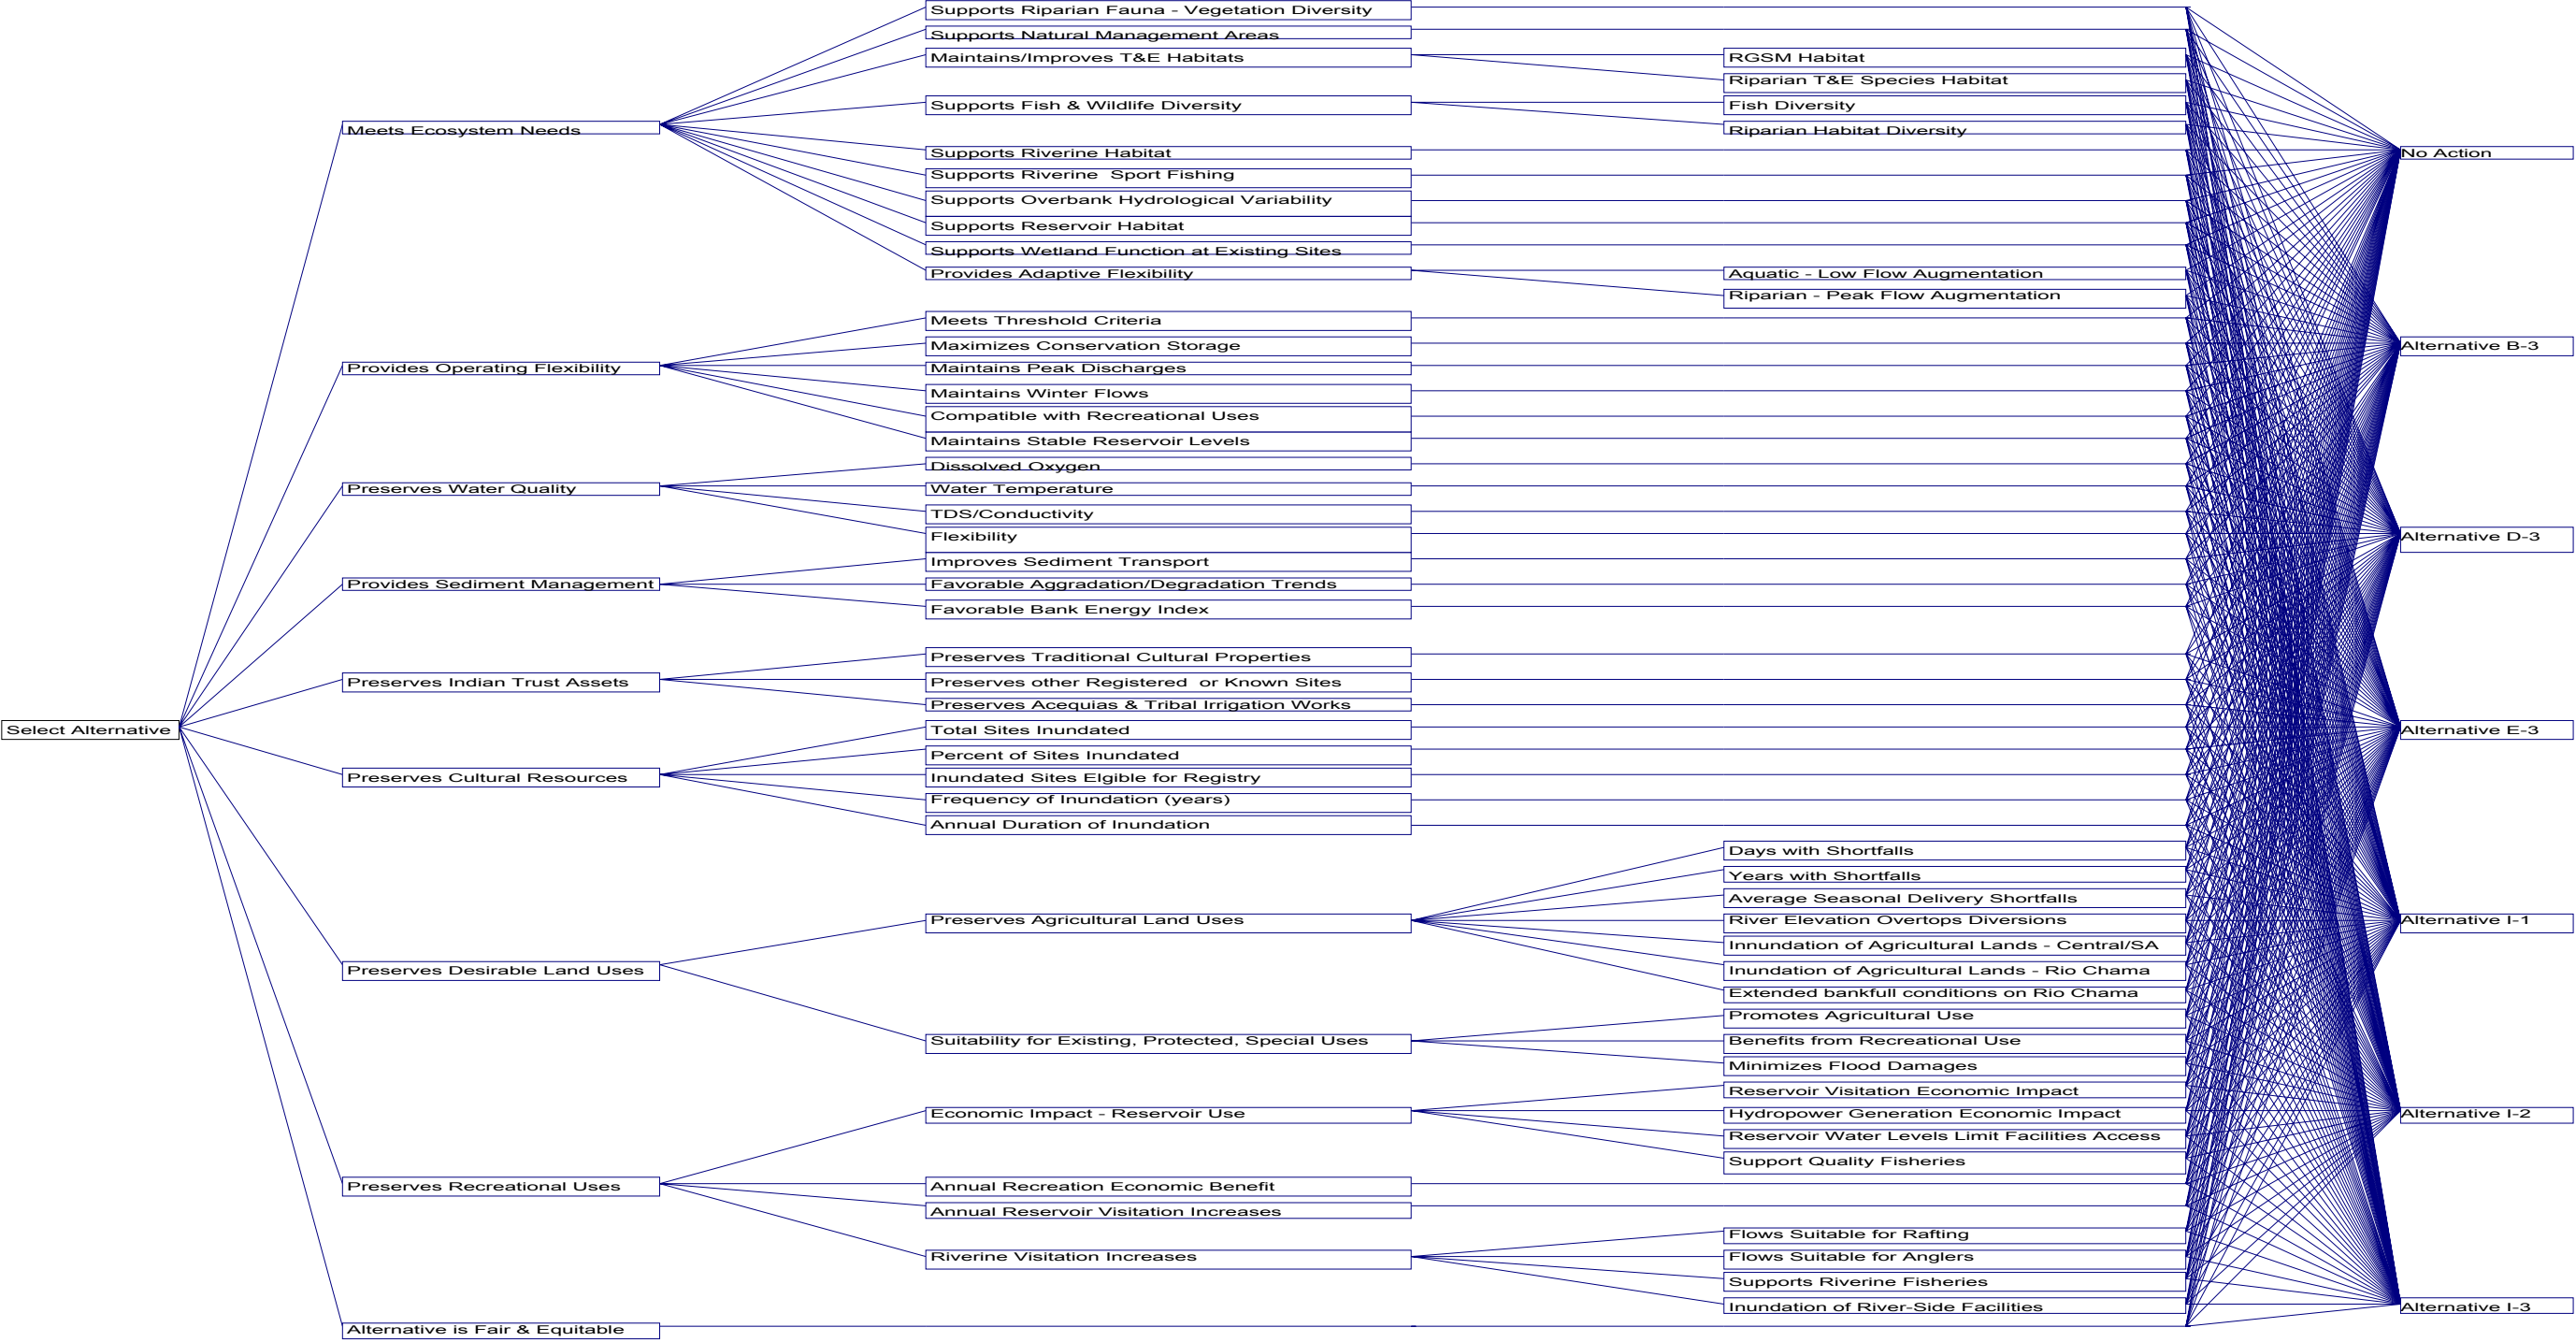 Select Alternative
Meets Ecosystem Needs
Provides Operating Flexibility
Preserves Water Quality
Provides Sediment Management
Preserves Indian Trust Assets
Preserves Cultural Resources
Preserves Desirable Land Uses
Preserves Recreational Uses
Alternative is Fair & Equitable
Supports Riparian Fauna - Vegetation Diversity
Supports Natural Management Areas
Maintains/Improves T&E Habitats
Supports Fish & Wildlife Diversity
Supports Riverine Habitat
Supports Riverine  Sport Fishing
Supports Overbank Hydrological Variability
Supports Reservoir Habitat
Supports Wetland Function at Existing Sites
Provides Adaptive Flexibility
Meets Threshold Criteria
Maximizes Conservation Storage
Maintains Peak Discharges
Maintains Winter Flows
Compatible with Recreational Uses
Maintains Stable Reservoir Levels
Dissolved Oxygen
Water Temperature
TDS/Conductivity
Flexibility
Improves Sediment Transport
Favorable Aggradation/Degradation Trends
Favorable Bank Energy Index
Preserves Traditional Cultural Properties
Preserves other Registered  or Known Sites
Preserves Acequias & Tribal Irrigation Works
Total Sites Inundated
Percent of Sites Inundated
Inundated Sites Elgible for Registry
Frequency of Inundation (years)
Annual Duration of Inundation
Preserves Agricultural Land Uses
Suitability for Existing, Protected, Special Uses
Economic Impact - Reservoir Use
Annual Recreation Economic Benefit
Annual Reservoir Visitation Increases
Riverine Visitation Increases
RGSM Habitat
Riparian T&E Species Habitat
Fish Diversity
Riparian Habitat Diversity
Aquatic - Low Flow Augmentation
Riparian - Peak Flow Augmentation
Days with Shortfalls
Years with Shortfalls
Average Seasonal Delivery Shortfalls
River Elevation Overtops Diversions
Innundation of Agricultural Lands - Central/SA
Inundation of Agricultural Lands - Rio Chama
Extended bankfull conditions on Rio Chama
Promotes Agricultural Use
Benefits from Recreational Use
Minimizes Flood Damages
Reservoir Visitation Economic Impact
Hydropower Generation Economic Impact
Reservoir Water Levels Limit Facilities Access
Support Quality Fisheries
Flows Suitable for Rafting
Flows Suitable for Anglers
Supports Riverine Fisheries
Inundation of River-Side Facilities
No Action
Alternative B-3
Alternative D-3
Alternative E-3
Alternative I-1
Alternative I-2
Alternative I-3